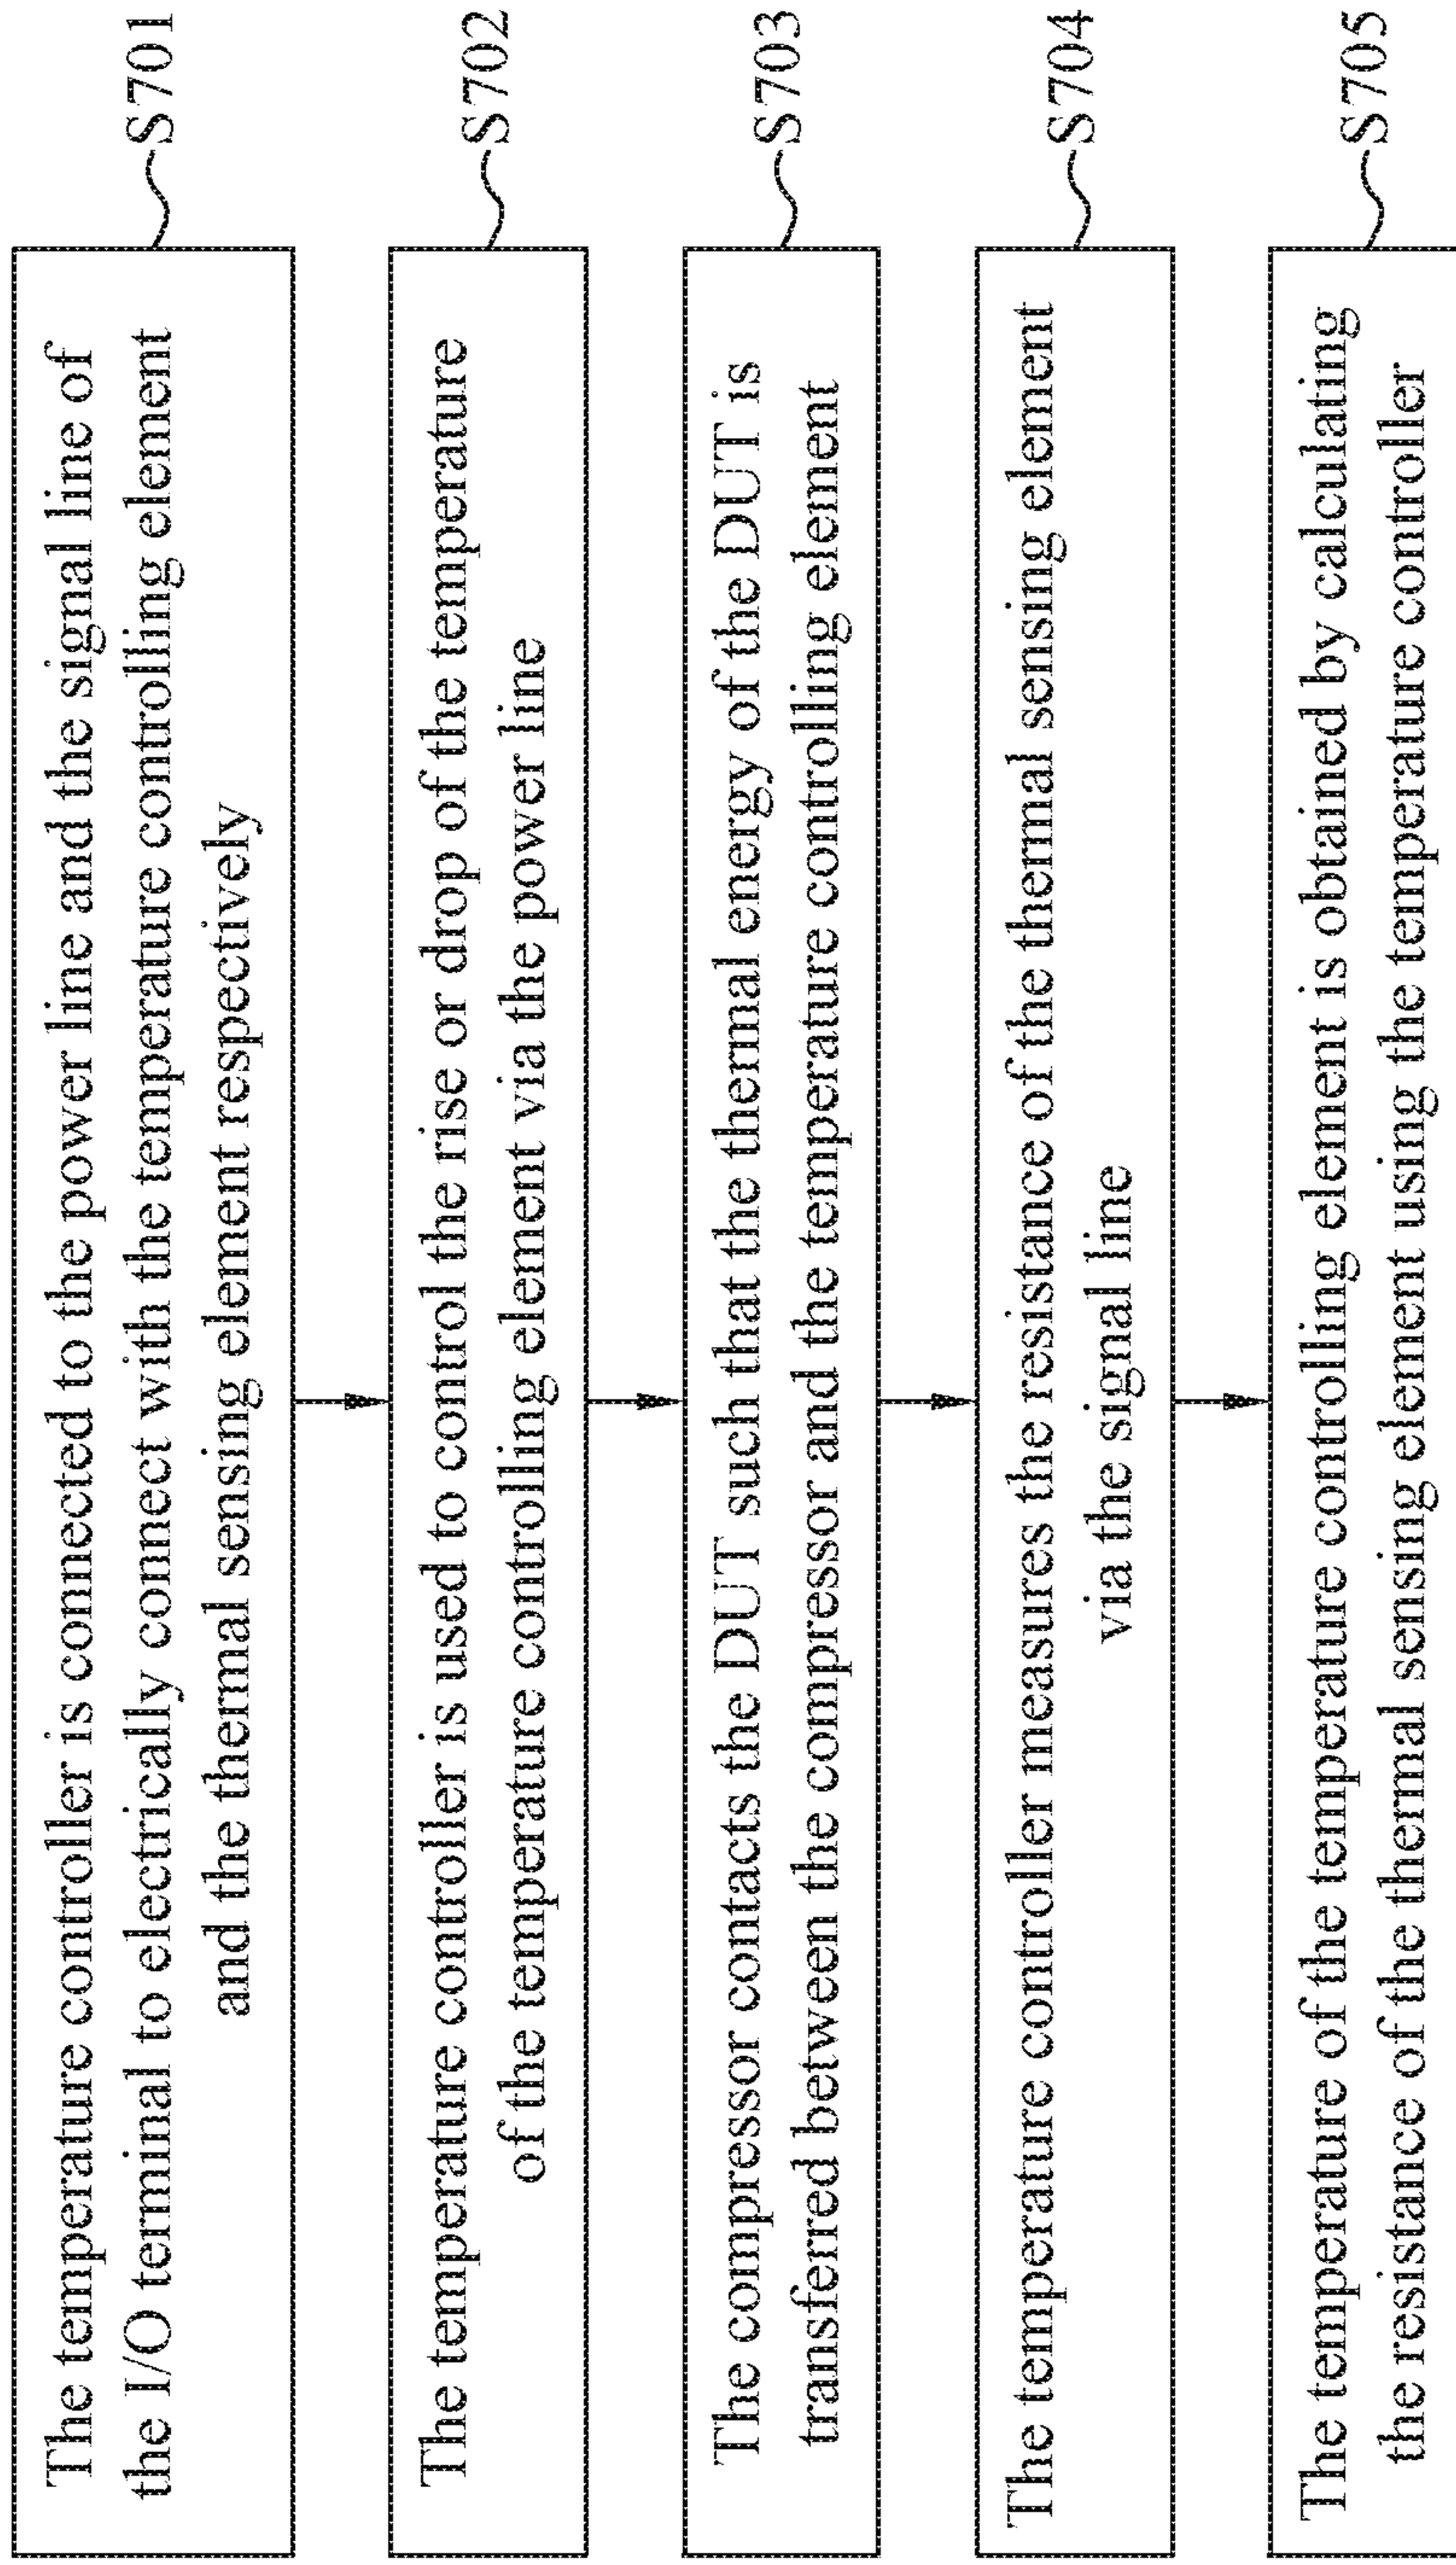 The temperature controller is connected to the power line and the signal line of
the I/O terminal to electrically connect with the temperature controlling element
and the thermal sensing element respectively
S701
The temperature controller is used to control the rise or drop of the temperature
of the temperature controlling element via the power line
S702
The compressor contacts the DUT such that the thermal energy of the DUT is
transferred between the compressor and the temperature controlling element
S703
The temperature controller measures the resistance of the thermal sensing element
via the signal line
S704
The temperature of the temperature controlling element is obtained by calculating
the resistance of the thermal sensing element using the temperature controller
S705